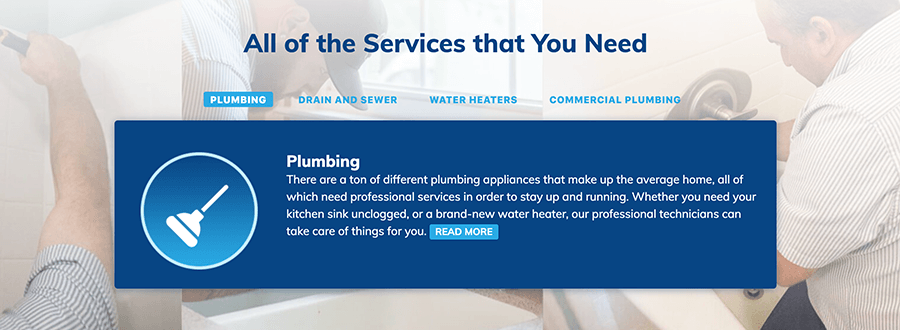 All of the Services that You Need
PLUMBING DRAIN AND SEWER WATER HEATERS COMMERCIAL PLUMBING
Plumbing
There are a ton of different plumbing appliances that make up the average home, all of
which need professional services in order to stay up and running. Whether you need your
kitchen sink unclogged, or a brand-new water heater, our professional technicians can
take care of things for you. READ MORE